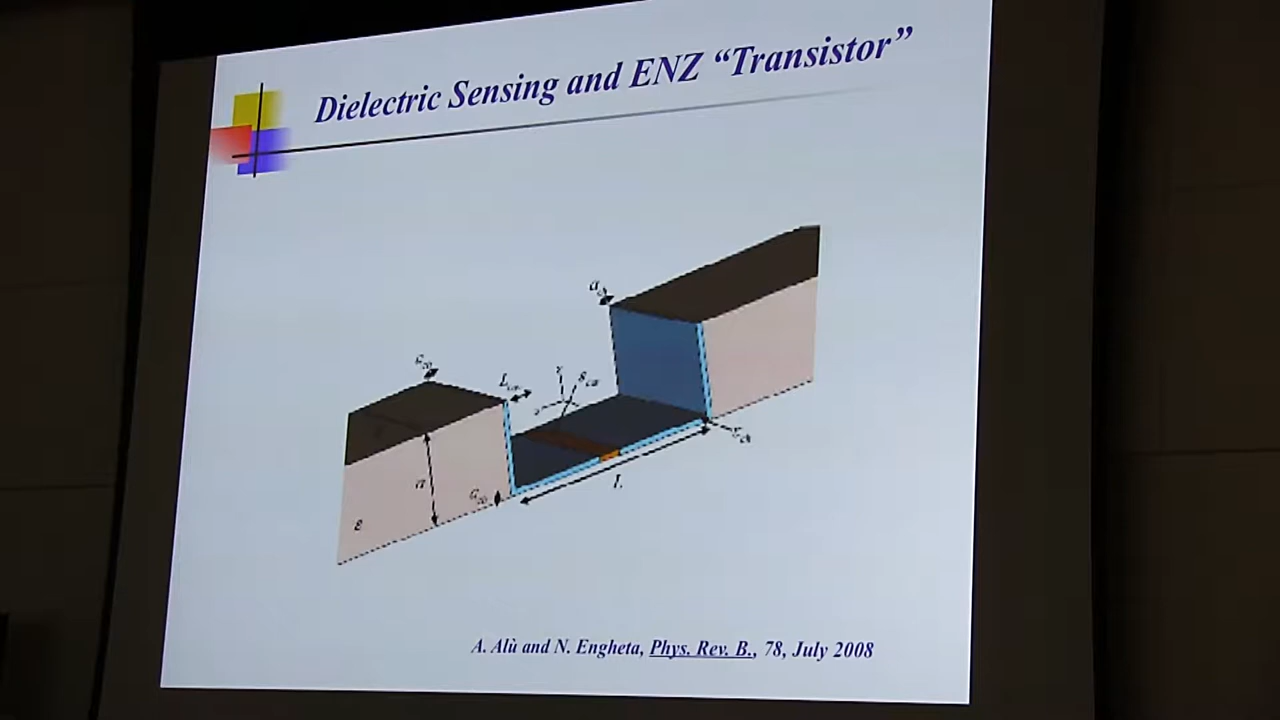 Dielectric Sensing and ENZ “Transistor”
a
L
ε
A. Alù and N. Engheta, Phys. Rev. B., 78, July 2008